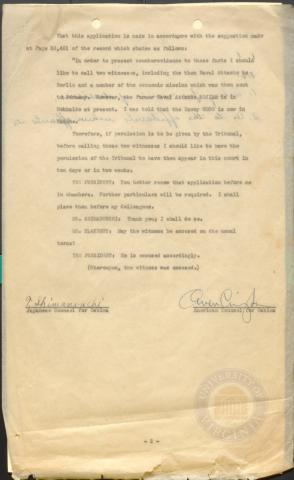 That this application is made in accordance with the suggestion made
at Page of the record which states as follows:
"In order to present counterevidence to these facts I should
like to call two witnesses, including the then Naval Attache to
Berlin and a member of the economic mission which was then sent
to However, the former Naval Attache is in
Hokkaido at present. I was told that the Navy is now in
Therefore, if permission is to be given by the Tribunal,
before calling those two witnesses I should like to have the
permission of the Tribunal to have them appear in this court in
ten days or in two weeks.
THE PRESIDENT: You better renew that application before me
in chambers. Further particulars will be required. I shall
place them before my Colleagues.
MR. SHIMANOUCHI: Thank you; I shall do so.
MR. BLAKENEY: May the witness be excused on the usual
terms?
THE PRESIDENT: He is excused accordingly.
(Whereupon, the witness was excused.)
Shimanouchi
Owen Cunningham
Japanese Counsel for Oshima
American Counsel for Oshima
- 2 -
UNIVERSITY OF VIRGINIA